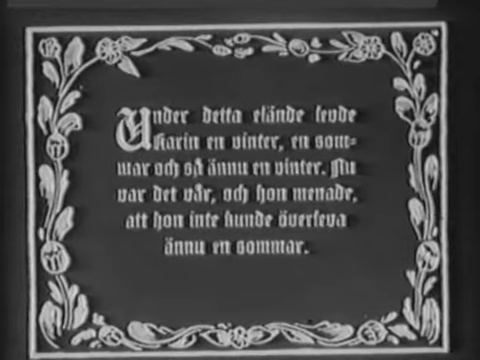 Under detta elände levde
Karin en vinter, en som-
mar och så ännu en vinter. Nu
var det vår, och hon menade,
att hon inte kunde överleva
ännu en sommar.